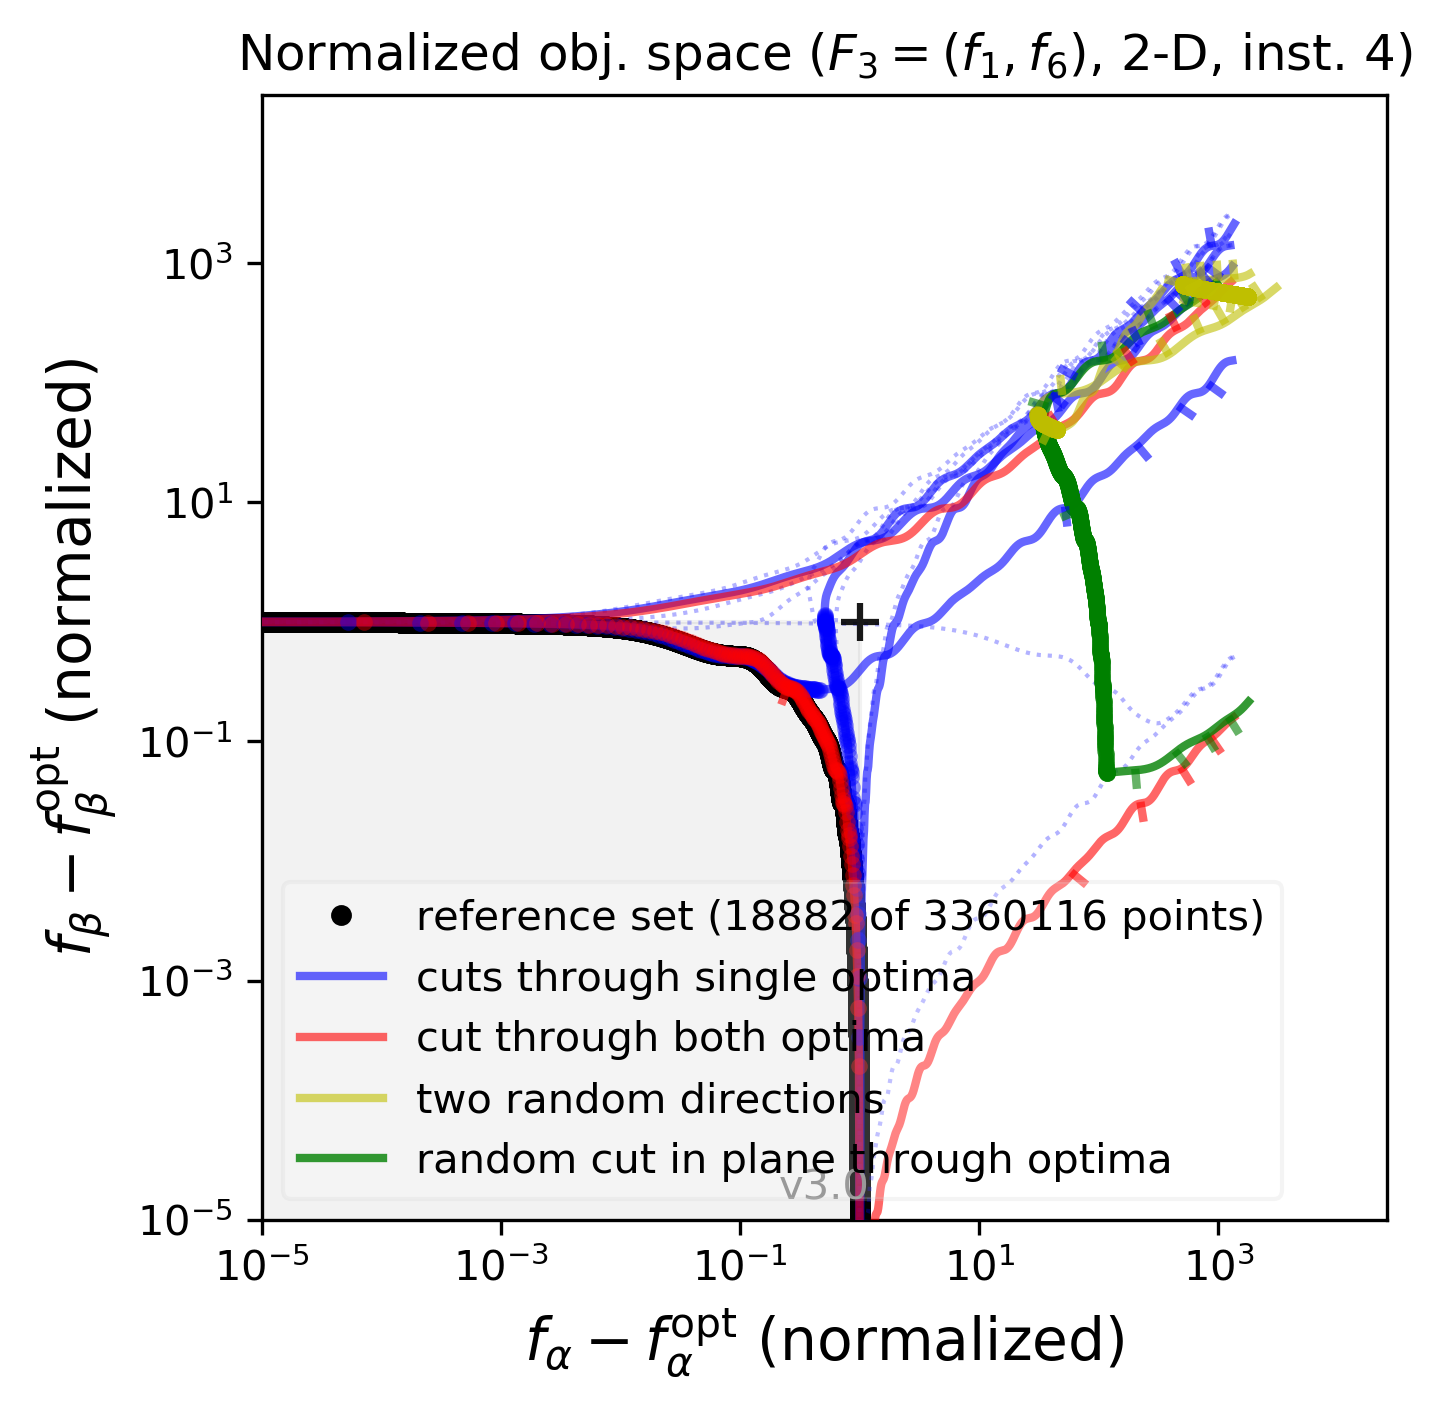 Normalized obj. space (F₃ = (f₁, f₆), 2-D, inst. 4)
10³
10¹
10⁻¹
10⁻³
10⁻⁵
f_β − f_β^opt (normalized)
reference set (18882 of 3360116 points)
cuts through single optima
cut through both optima
two random directions
random cut in plane through optima
v3.0
10⁻⁵ 10⁻³ 10⁻¹ 10¹ 10³
f_α − f_α^opt (normalized)